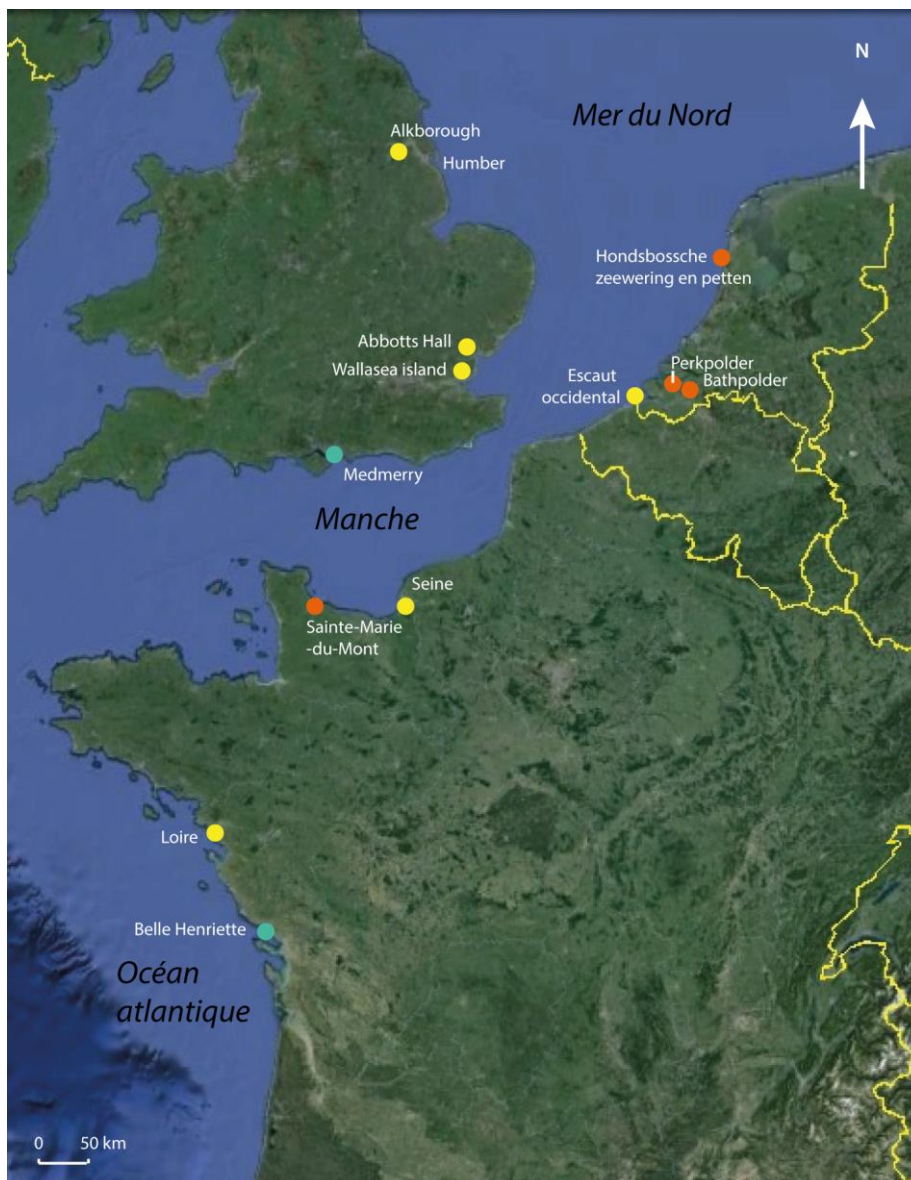 N
Mer du Nord
Alkborough
Humber
Hondsbossche
zeewering en petten
Abbotts Hall
Wallasea island
Perkpolder
Bathpolder
Escaut
occidental
Medmerry
Manche
Seine
Sainte-Marie
-du-Mont
Loire
Belle Henriette
Océan
atlantique
0 50 km